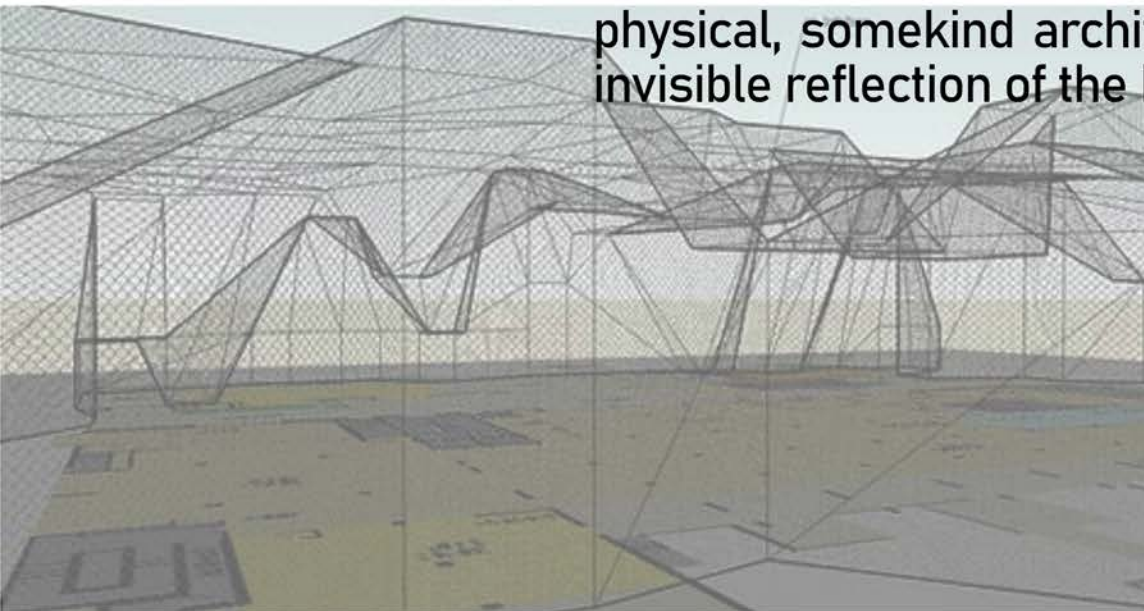 physical, somekind archi
invisible reflection of the